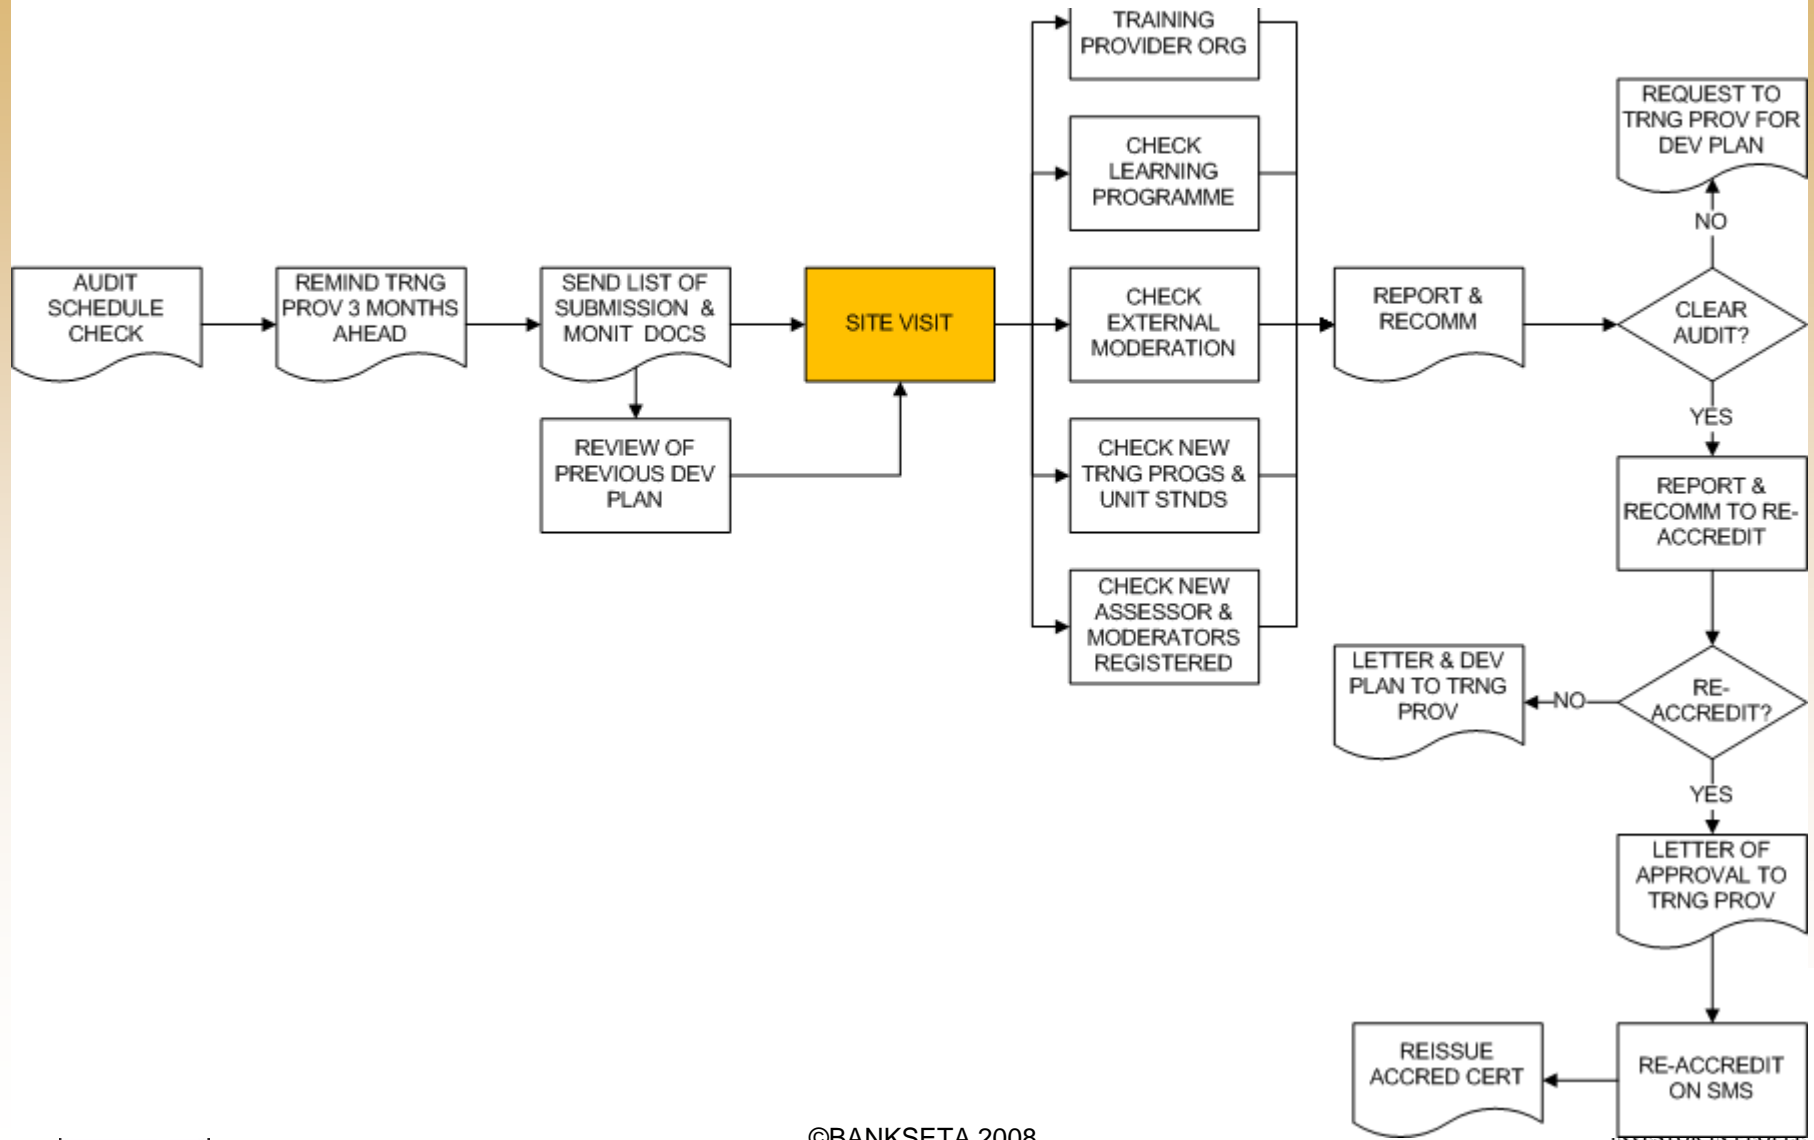 TRAINING
PROVIDER ORG
CHECK
LEARNING
PROGRAMME
REQUEST TO
TRNG PROV FOR
DEV PLAN
NO
AUDIT
SCHEDULE
CHECK
REMIND TRNG
PROV 3 MONTHS
AHEAD
SEND LIST OF
SUBMISSION &
MONIT DOCS
SITE VISIT
CHECK
EXTERNAL
MODERATION
REPORT &
RECOMM
CLEAR
AUDIT?
YES
REVIEW OF
PREVIOUS DEV
PLAN
CHECK NEW
TRNG PROGS &
UNIT STNDS
REPORT &
RECOMM TO RE-
ACCREDIT
CHECK NEW
ASSESSOR &
MODERATORS
REGISTERED
LETTER & DEV
PLAN TO TRNG
PROV
NO
RE-
ACCREDIT?
YES
LETTER OF
APPROVAL TO
TRNG PROV
REISSUE
ACCRED CERT
RE-ACCREDIT
ON SMS
©BANKSETA 2008